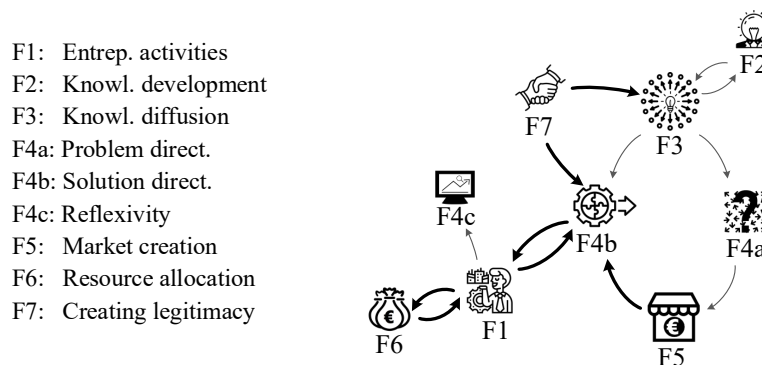 F1: Entrep. activities
F2: Knowl. development
F3: Knowl. diffusion
F4a: Problem direct.
F4b: Solution direct.
F4c: Reflexivity
F5: Market creation
F6: Resource allocation
F7: Creating legitimacy
F2
F7
F3
F4c
F4b
F4a
F1
F6
F5